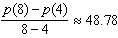 p(8) − p(4) / 8 − 4 ≈ 48.78